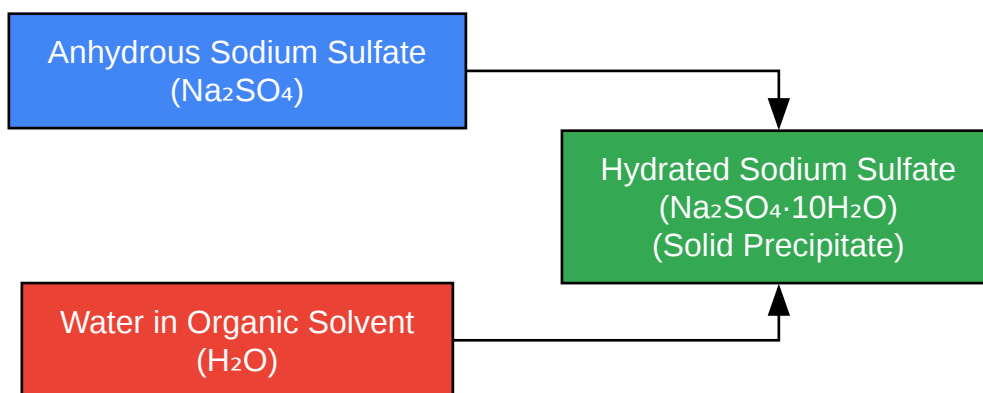 Anhydrous Sodium Sulfate
(Na₂SO₄)
Hydrated Sodium Sulfate
(Na₂SO₄·10H₂O)
(Solid Precipitate)
Water in Organic Solvent
(H₂O)